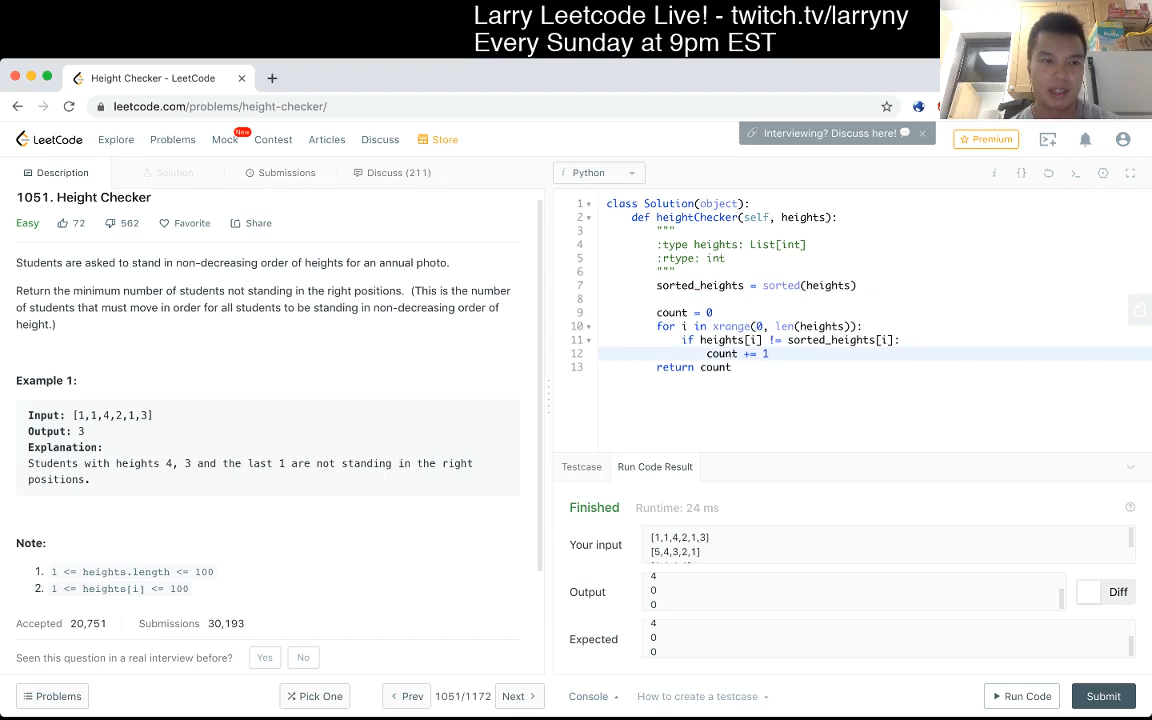 Larry Leetcode Live! - twitch.tv/larryny
Every Sunday at 9pm EST
Height Checker - LeetCode
leetcode.com/problems/height-checker/
LeetCode Explore Problems Mock New Contest Articles Discuss Store
Interviewing? Discuss here!
Premium
Description Solution Submissions Discuss (211)
1051. Height Checker
Easy 72 562 Favorite Share
Students are asked to stand in non-decreasing order of heights for an annual photo.
Return the minimum number of students not standing in the right positions. (This is the number
of students that must move in order for all students to be standing in non-decreasing order of
height.)
Example 1:
Input: [1,1,4,2,1,3]
Output: 3
Explanation:
Students with heights 4, 3 and the last 1 are not standing in the right
positions.
Note:
1. 1 <= heights.length <= 100
2. 1 <= heights[i] <= 100
Accepted 20,751 Submissions 30,193
Seen this question in a real interview before? Yes No
Problems Pick One Prev 1051/1172 Next
i Python
1 class Solution(object):
2 def heightChecker(self, heights):
3 """
4 :type heights: List[int]
5 :rtype: int
6 """
7 sorted_heights = sorted(heights)
8
9 count = 0
10 for i in xrange(0, len(heights)):
11 if heights[i] != sorted_heights[i]:
12 count += 1
13 return count
Testcase Run Code Result
Finished Runtime: 24 ms
Your input
[1,1,4,2,1,3]
[5,4,3,2,1]
Output
4
0
0
Diff
Expected
4
0
0
Console How to create a testcase Run Code Submit